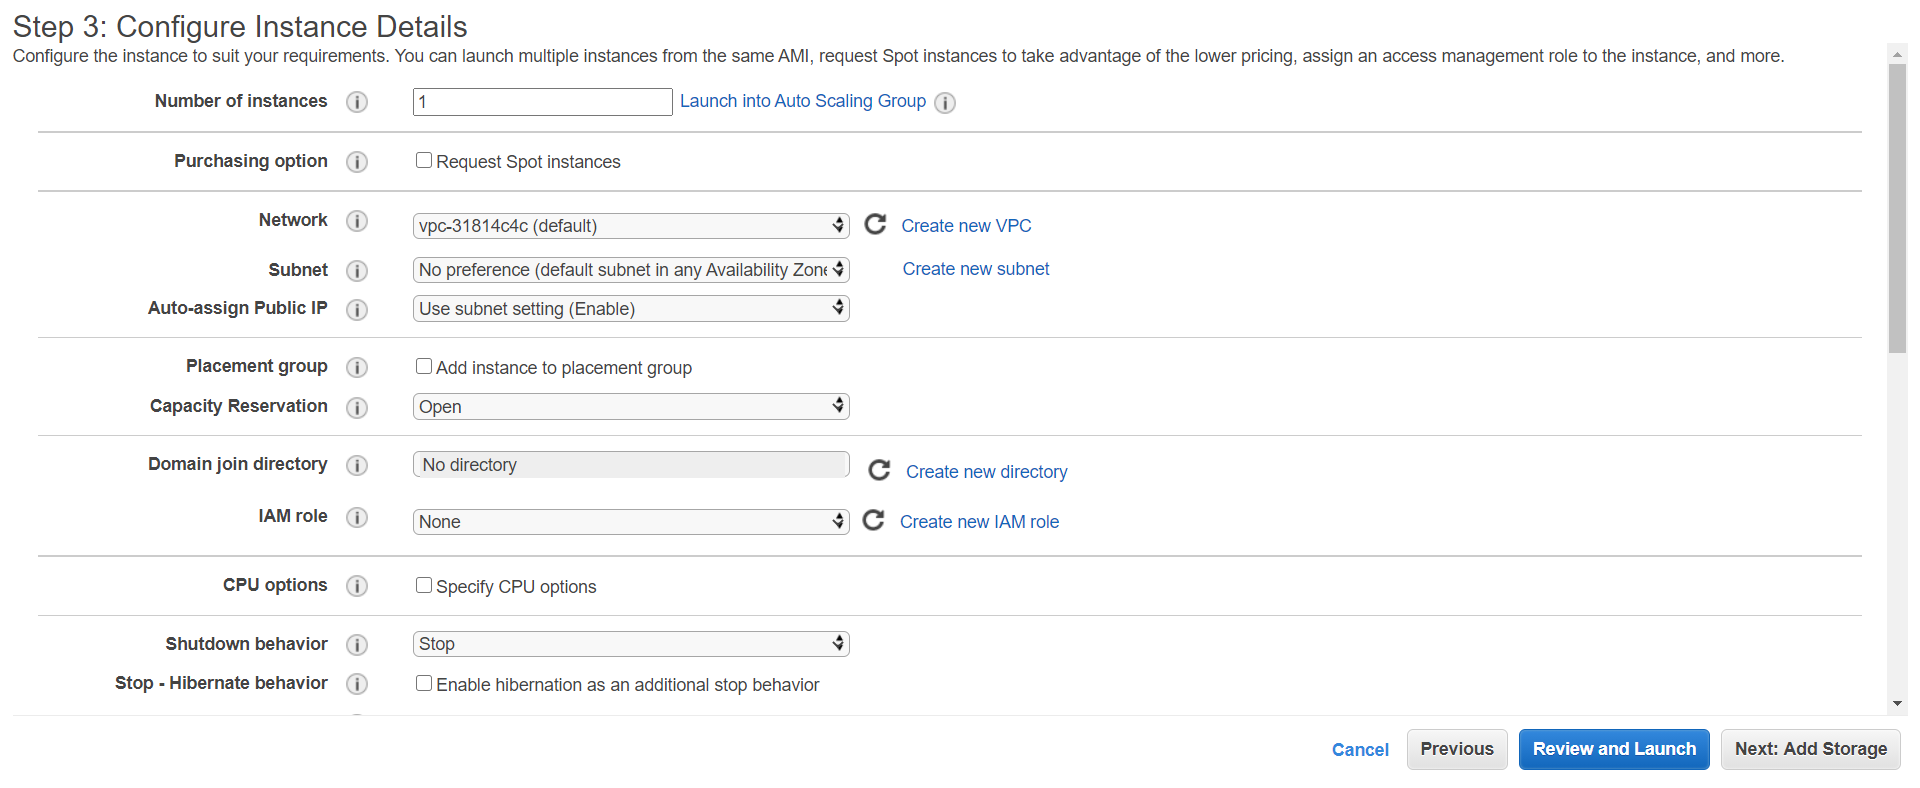 Step 3: Configure Instance Details
Configure the instance to suit your requirements. You can launch multiple instances from the same AMI, request Spot instances to take advantage of the lower pricing, assign an access management role to the instance, and more.
Number of instances 1 Launch into Auto Scaling Group
Purchasing option Request Spot instances
Network vpc-31814c4c (default) Create new VPC
Subnet No preference (default subnet in any Availability Zone Create new subnet
Auto-assign Public IP Use subnet setting (Enable)
Placement group Add instance to placement group
Capacity Reservation Open
Domain join directory No directory Create new directory
IAM role None Create new IAM role
CPU options Specify CPU options
Shutdown behavior Stop
Stop - Hibernate behavior Enable hibernation as an additional stop behavior
Cancel Previous Review and Launch Next: Add Storage